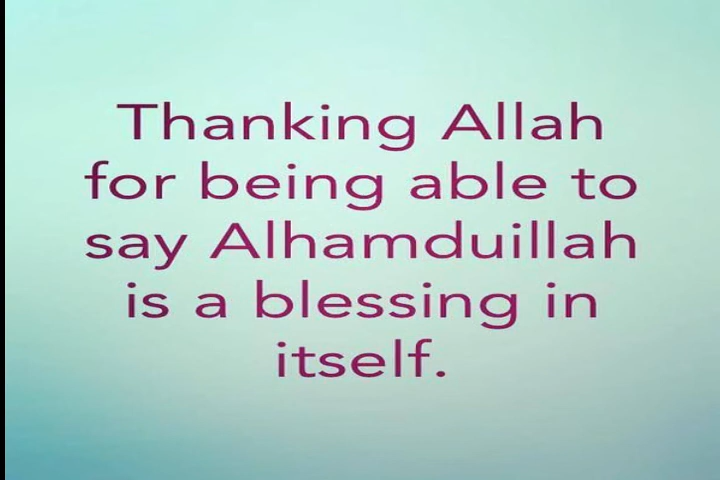 Thanking Allah
for being able to
say Alhamduillah
is a blessing in
itself.